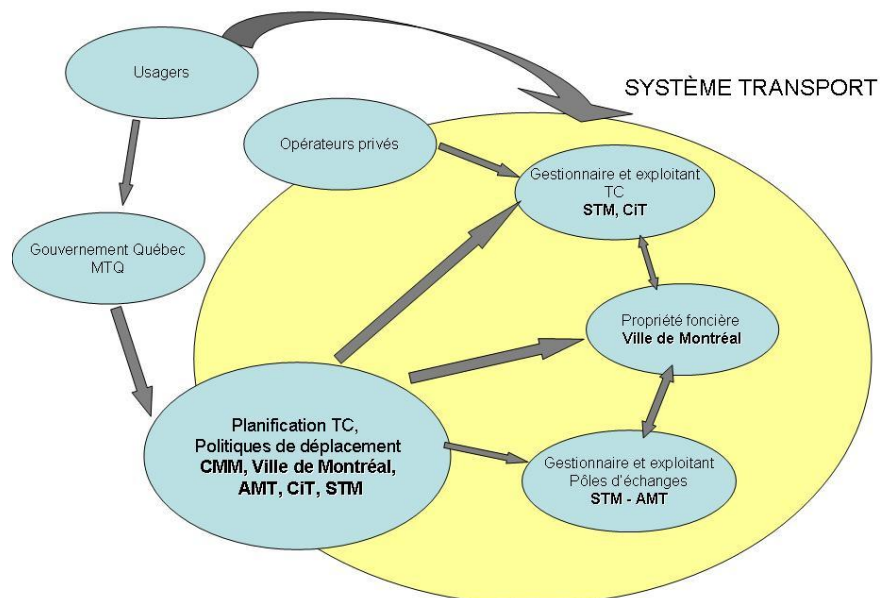 Usagers
SYSTÈME TRANSPORT
Opérateurs privés
Gestionnaire et exploitant
TC
STM, CiT
Gouvernement Québec
MTQ
Propriété foncière
Ville de Montréal
Planification TC,
Politiques de déplacement
CMM, Ville de Montréal,
AMT, CiT, STM
Gestionnaire et exploitant
Pôles d'échanges
STM - AMT